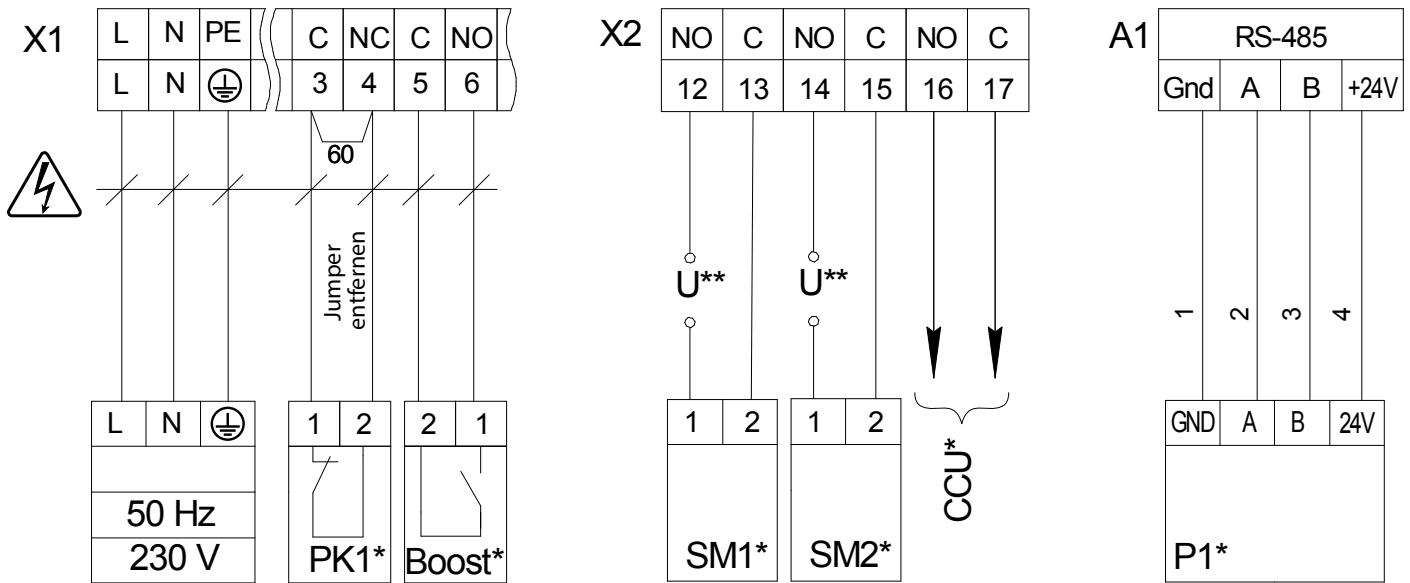 X1 L N PE C NC C NO
L N 3 4 5 6
60
Jumper
entfernen
L N
50 Hz
230 V
1 2
PK1*
2 1
Boost*
X2 NO C NO C NO C
12 13 14 15 16 17
U** U**
1 2
SM1*
1 2
SM2*
CCU*
A1 RS-485
Gnd A B +24V
1 2 3 4
GND A B 24V
P1*